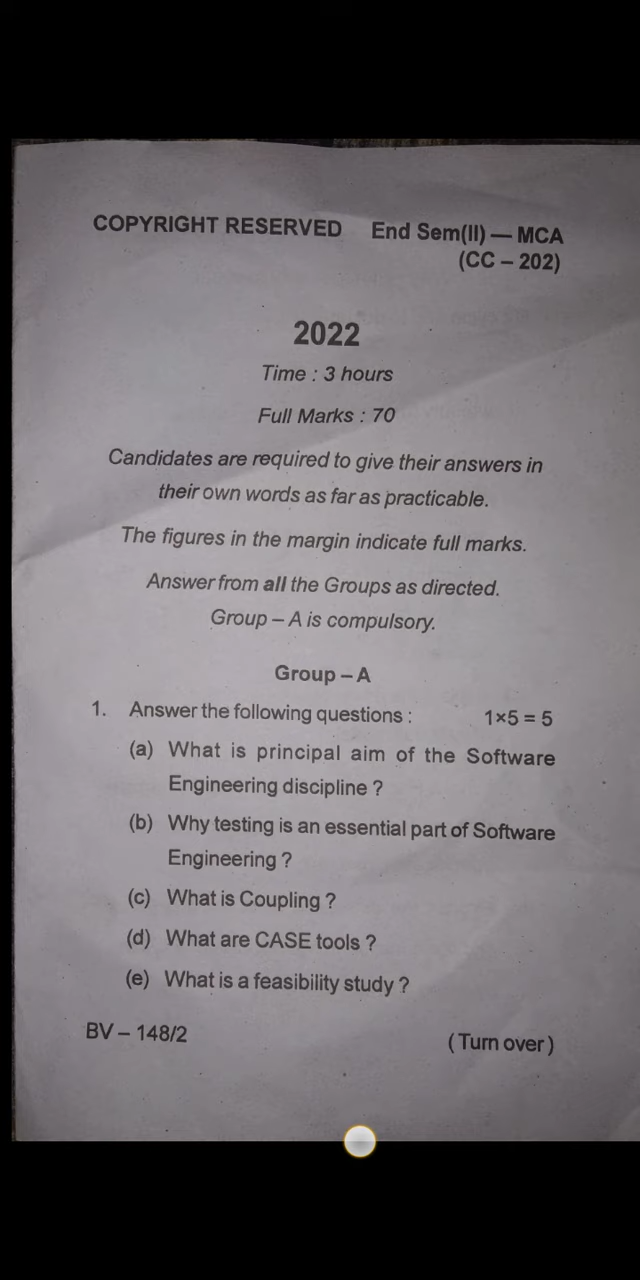 COPYRIGHT RESERVED End Sem(II) — MCA
(CC – 202)
2022
Time : 3 hours
Full Marks : 70
Candidates are required to give their answers in
their own words as far as practicable.
The figures in the margin indicate full marks.
Answer from all the Groups as directed.
Group – A is compulsory.
Group – A
1. Answer the following questions : 1×5 = 5
(a) What is principal aim of the Software
Engineering discipline ?
(b) Why testing is an essential part of Software
Engineering ?
(c) What is Coupling ?
(d) What are CASE tools ?
(e) What is a feasibility study ?
BV – 148/2 (Turn over)